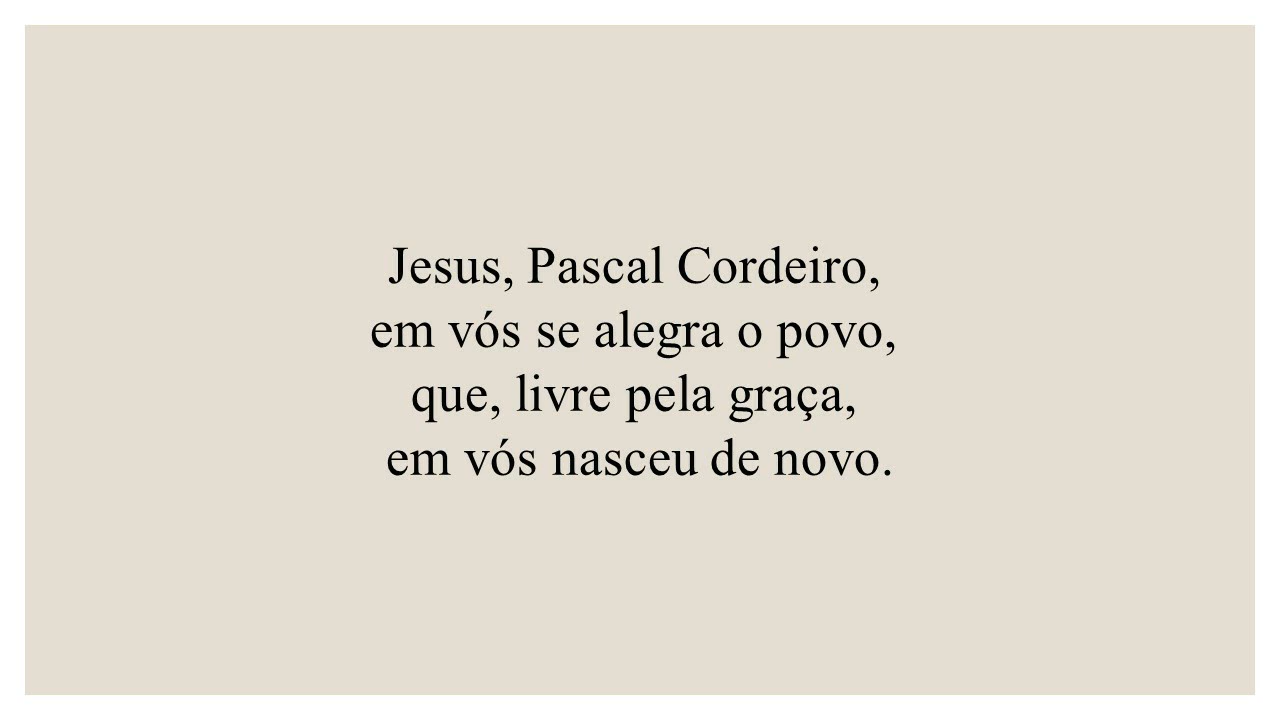 Jesus, Pascal Cordeiro,
em vós se alegra o povo,
que, livre pela graça,
em vós nasceu de novo.